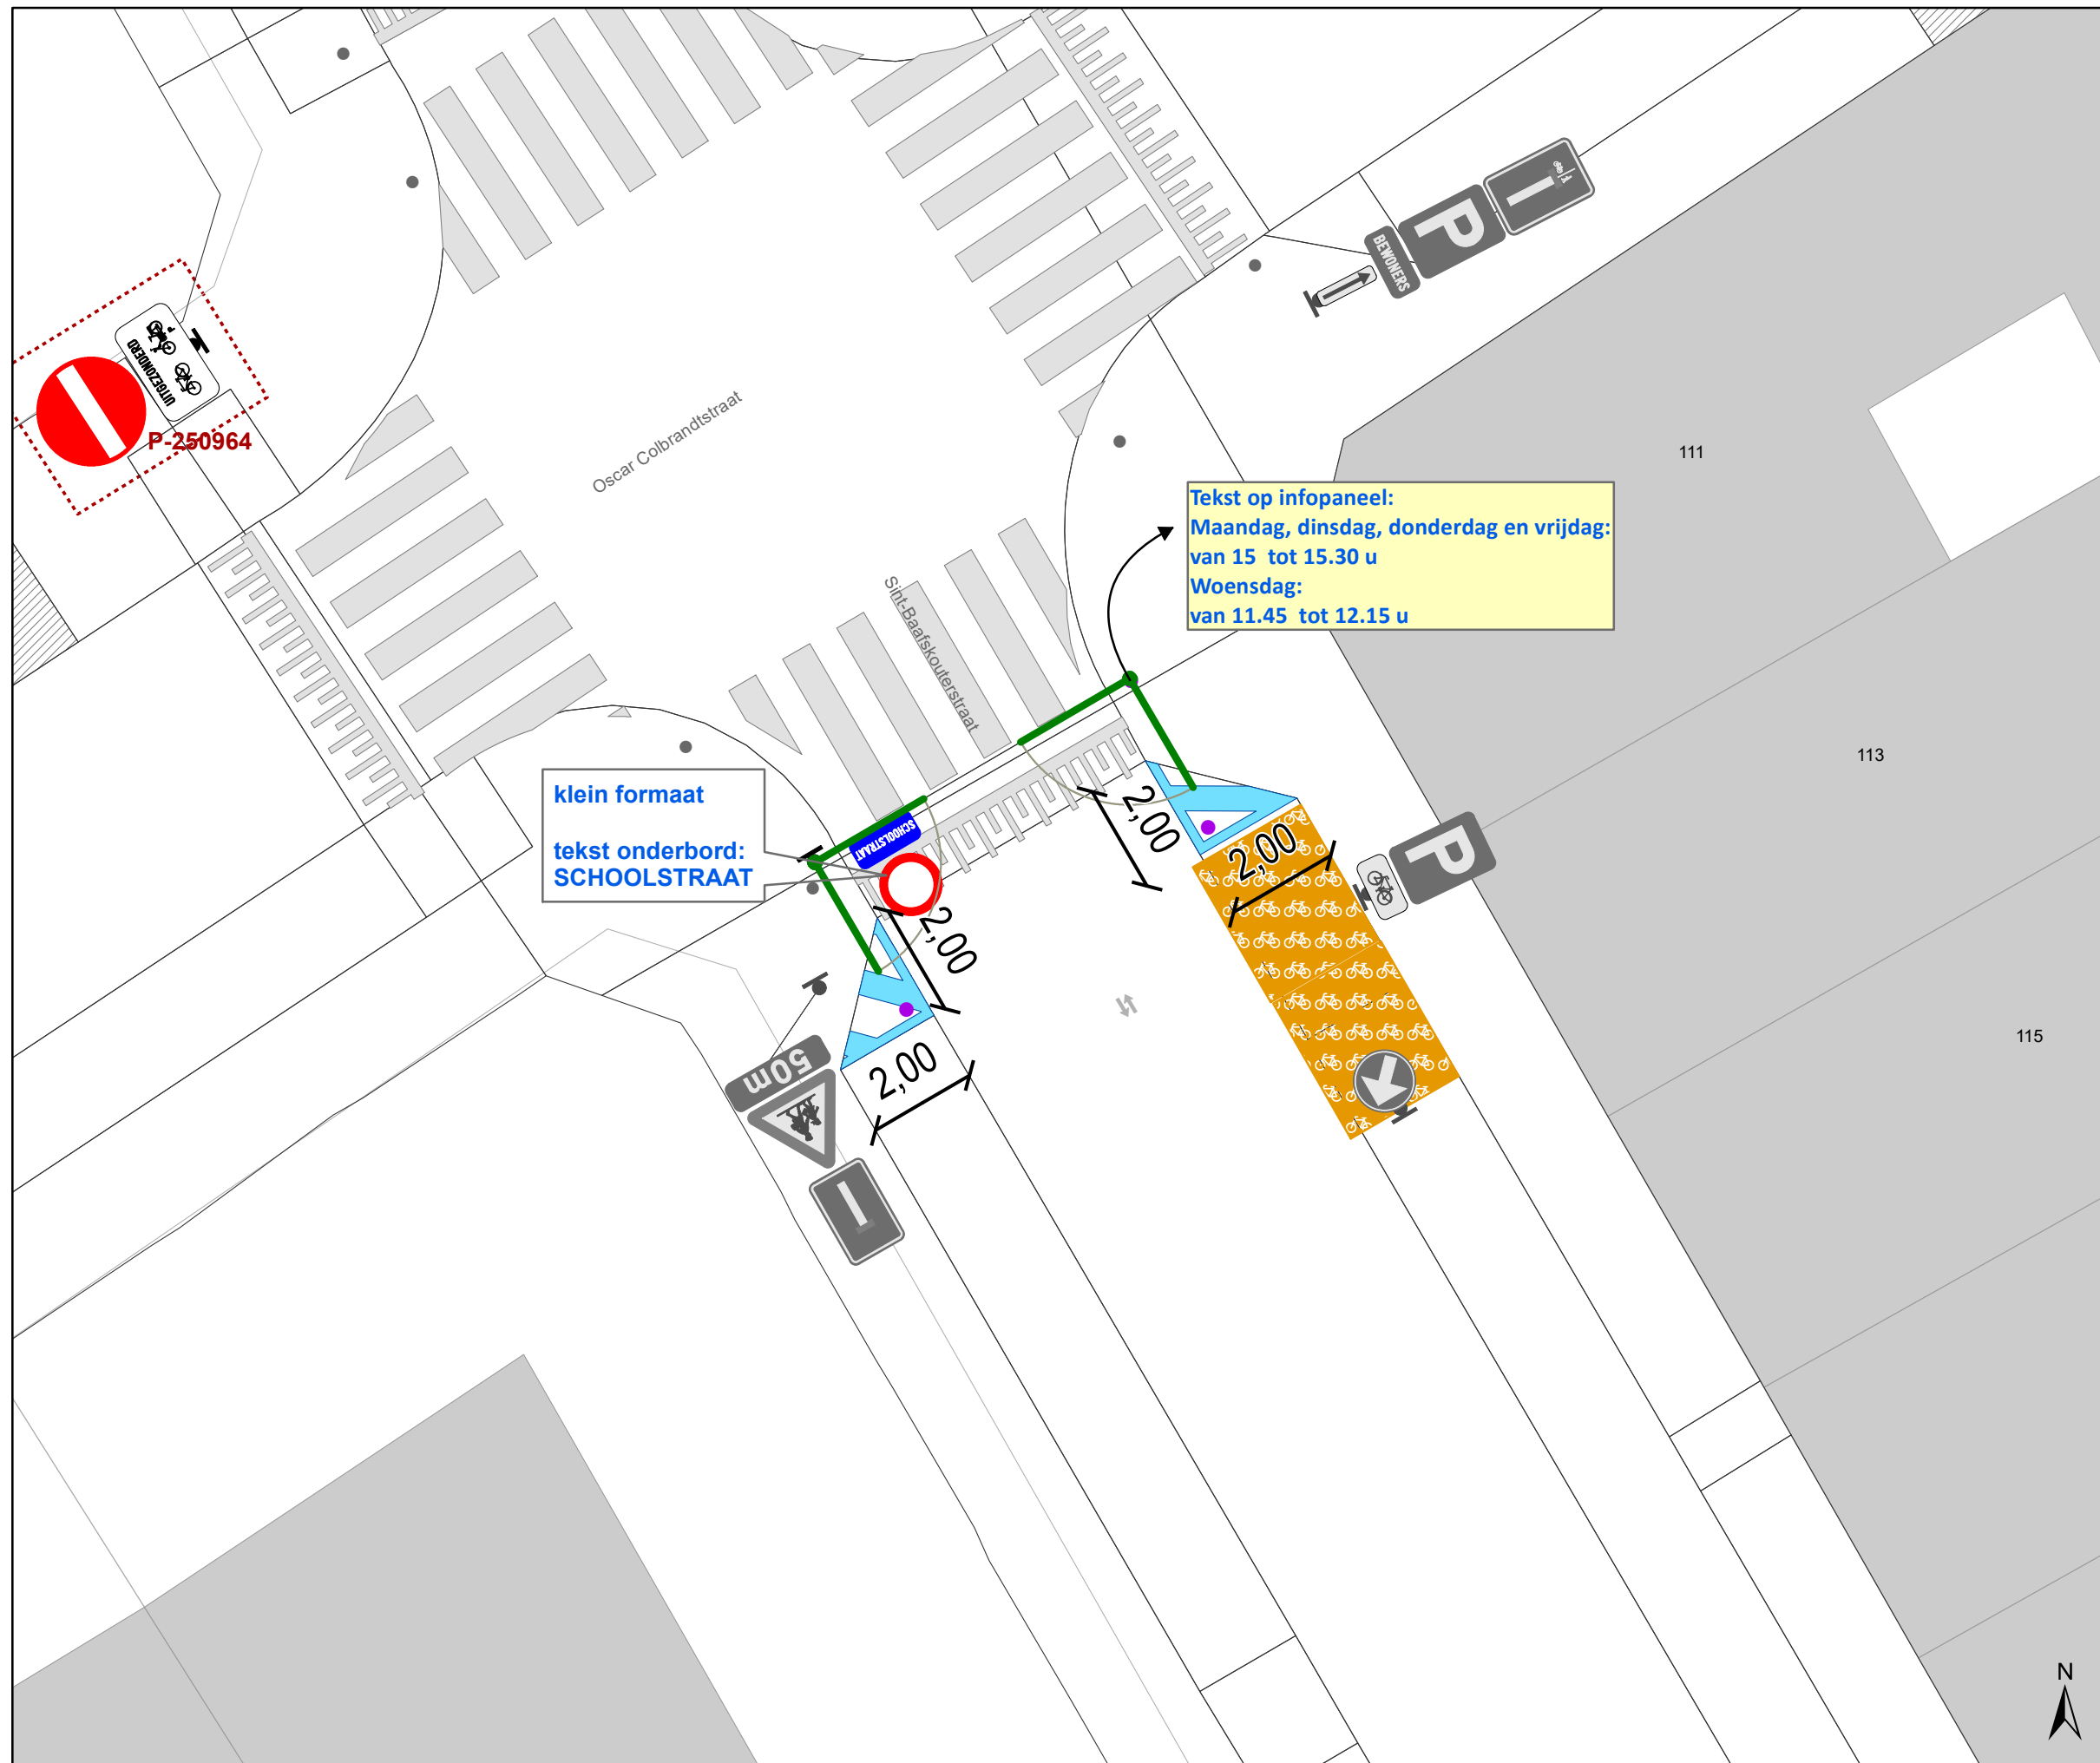 BEWONERS
P
UITGEZONDERD
P
P-250964
Oscar Colbrandtstraat
111
Tekst op infopaneel:
Maandag, dinsdag, donderdag en vrijdag:
van 15 tot 15.30 u
Woensdag:
van 11.45 tot 12.15 u
Sint-Baafskouterstraat
113
klein formaat
tekst onderbord:
SCHOOLSTRAAT
SCHOOLSTRAAT
2,00
2,00
P
2,00
2,00
50m
115
N